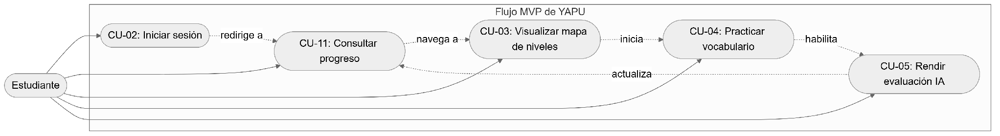 Flujo MVP de YAPU
Estudiante
CU-02: Iniciar sesión
redirige a
CU-11: Consultar
progreso
navega a
CU-03: Visualizar mapa
de niveles
inicia
CU-04: Practicar
vocabulario
habilita
CU-05: Rendir
evaluación IA
actualiza